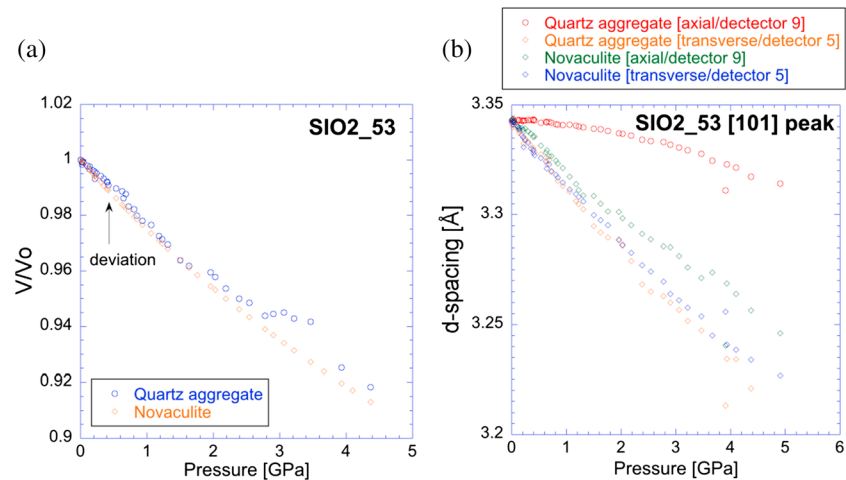 (a)
1.02
1
0.98
0.96
0.94
0.92
0.9
V/Vo
SIO2_53
deviation
Quartz aggregate
Novaculite
0 1 2 3 4 5
Pressure [GPa]
(b)
Quartz aggregate [axial/dectector 9]
Quartz aggregate [transverse/detector 5]
Novaculite [axial/detector 9]
Novaculite [transverse/detector 5]
3.35
3.3
3.25
3.2
d-spacing [Å]
SIO2_53 [101] peak
0 1 2 3 4 5 6
Pressure [GPa]